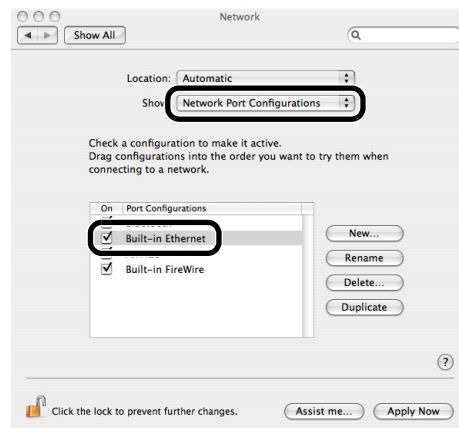 Network
Show All
Location: Automatic
Show Network Port Configurations
Check a configuration to make it active.
Drag configurations into the order you want to try them when
connecting to a network.
On Port Configurations
Built-in Ethernet
Built-in FireWire
New...
Rename
Delete...
Duplicate
?
Click the lock to prevent further changes.
Assist me...
Apply Now